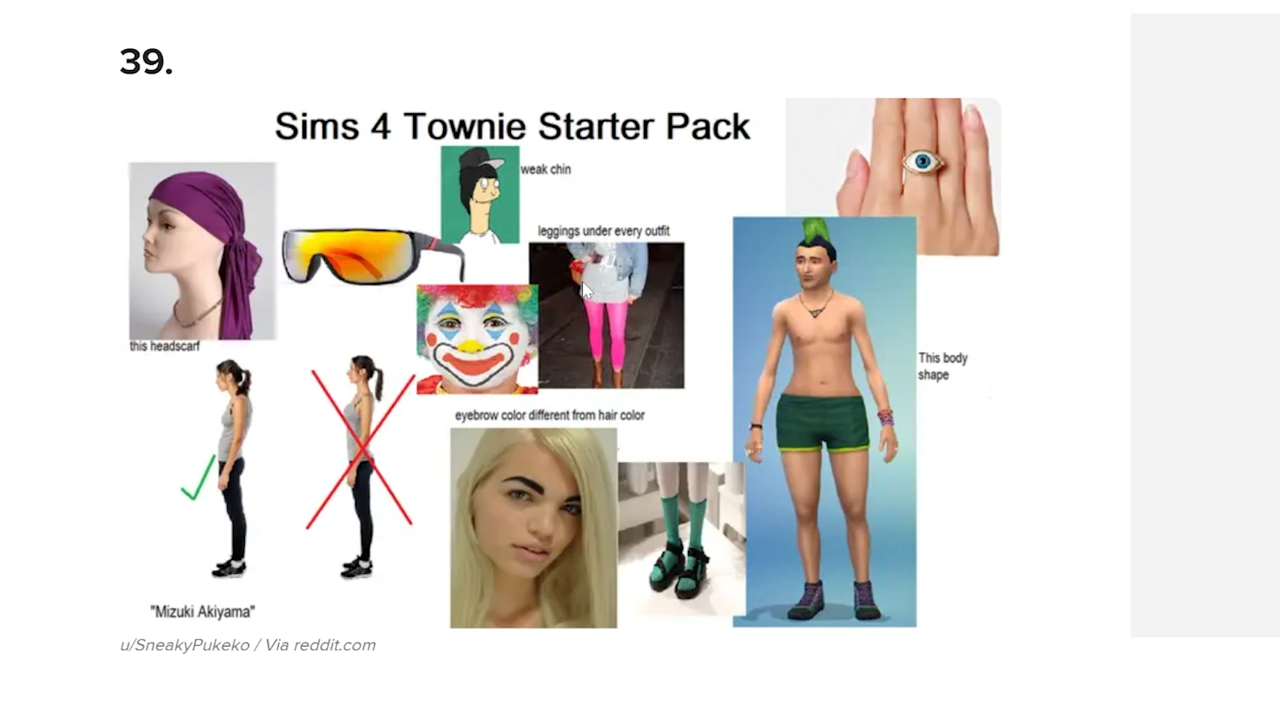 39.
Sims 4 Townie Starter Pack
weak chin
leggings under every outfit
this headscarf
This body
shape
eyebrow color different from hair color
"Mizuki Akiyama"
u/SneakyPukeko / Via reddit.com